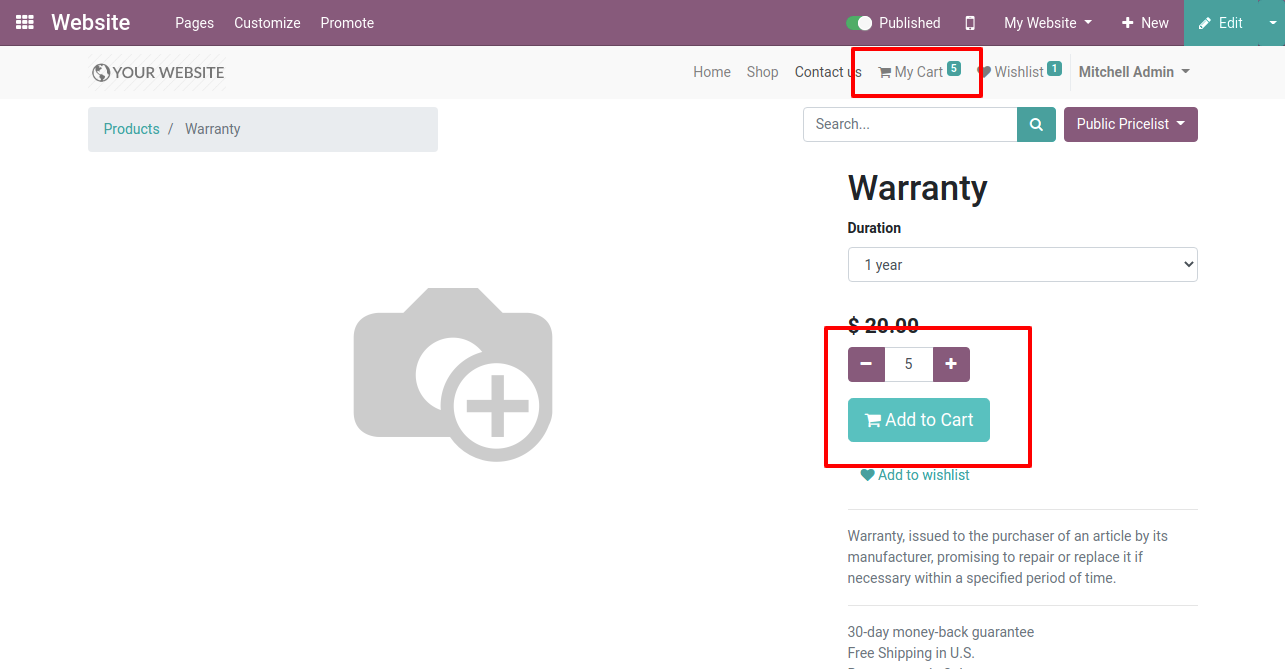 Website Pages Customize Promote Published My Website New Edit
YOUR WEBSITE Home Shop Contact us My Cart 5 Wishlist 1 Mitchell Admin
Products / Warranty Search... Public Pricelist
Warranty
Duration
1 year
$ 20.00
5
Add to Cart
Add to wishlist
Warranty, issued to the purchaser of an article by its
manufacturer, promising to repair or replace it if
necessary within a specified period of time.
30-day money-back guarantee
Free Shipping in U.S.